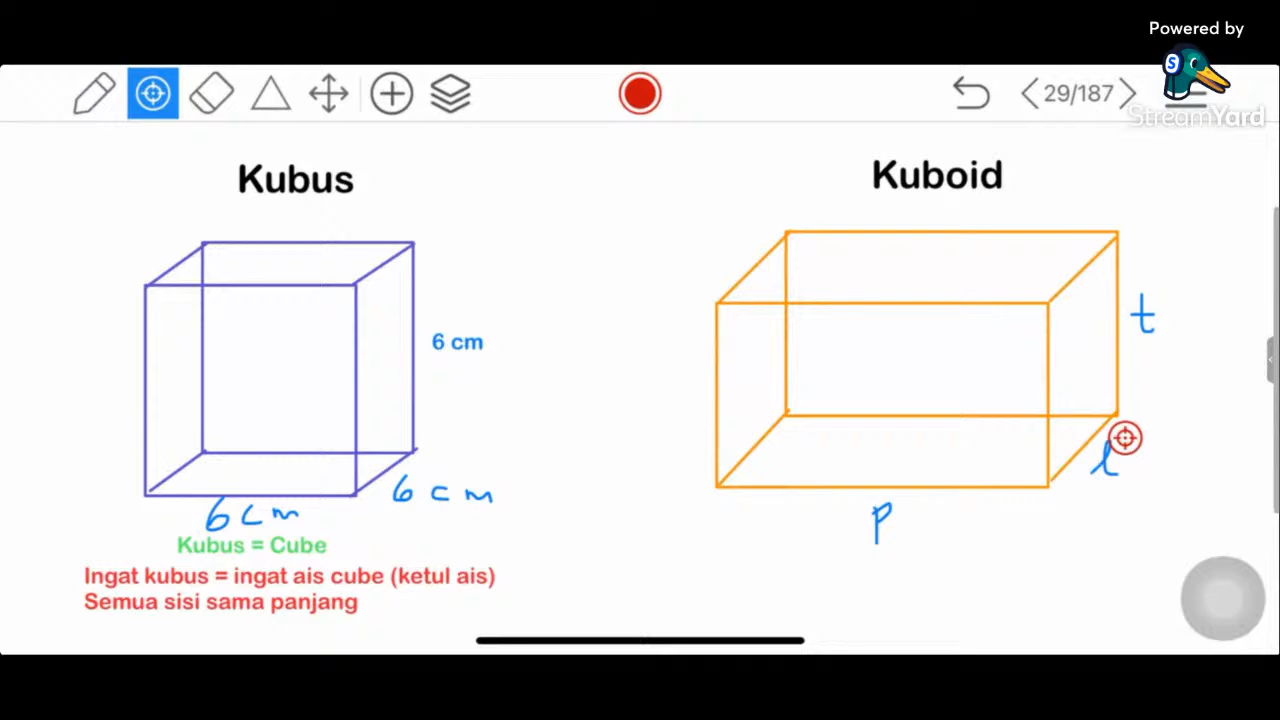 Powered by
StreamYard
29/187
Kubus
Kuboid
6 cm
t
6 cm
l
6 cm
p
Kubus = Cube
Ingat kubus = ingat ais cube (ketul ais)
Semua sisi sama panjang